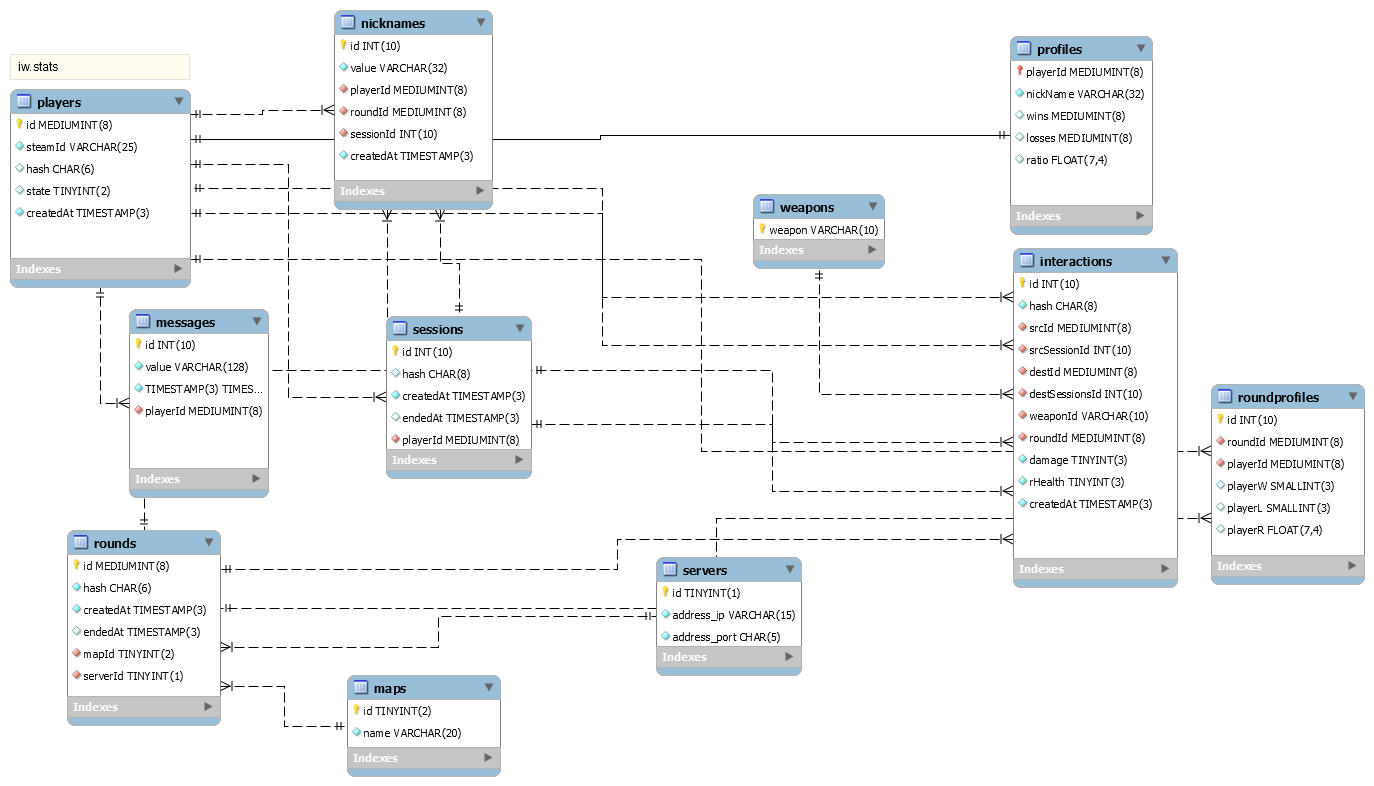 iw.stats
players
id MEDIUMINT(8)
steamId VARCHAR(25)
hash CHAR(6)
state TINYINT(2)
createdAt TIMESTAMP(3)
Indexes
nicknames
id INT(10)
value VARCHAR(32)
playerId MEDIUMINT(8)
roundId MEDIUMINT(8)
sessionId INT(10)
createdAt TIMESTAMP(3)
Indexes
profiles
playerId MEDIUMINT(8)
nickName VARCHAR(32)
wins MEDIUMINT(8)
losses MEDIUMINT(8)
ratio FLOAT(7,4)
Indexes
weapons
weapon VARCHAR(10)
Indexes
interactions
id INT(10)
hash CHAR(8)
srcId MEDIUMINT(8)
srcSessionId INT(10)
destId MEDIUMINT(8)
destSessionsId INT(10)
weaponId VARCHAR(10)
roundId MEDIUMINT(8)
damage TINYINT(3)
rHealth TINYINT(3)
createdAt TIMESTAMP(3)
Indexes
messages
id INT(10)
value VARCHAR(128)
TIMESTAMP(3) TIMES...
playerId MEDIUMINT(8)
Indexes
sessions
id INT(10)
hash CHAR(8)
createdAt TIMESTAMP(3)
endedAt TIMESTAMP(3)
playerId MEDIUMINT(8)
Indexes
roundprofiles
id INT(10)
roundId MEDIUMINT(8)
playerId MEDIUMINT(8)
playerW SMALLINT(3)
playerL SMALLINT(3)
playerR FLOAT(7,4)
Indexes
rounds
id MEDIUMINT(8)
hash CHAR(6)
createdAt TIMESTAMP(3)
endedAt TIMESTAMP(3)
mapId TINYINT(2)
serverId TINYINT(1)
Indexes
servers
id TINYINT(1)
address_ip VARCHAR(15)
address_port CHAR(5)
Indexes
maps
id TINYINT(2)
name VARCHAR(20)
Indexes